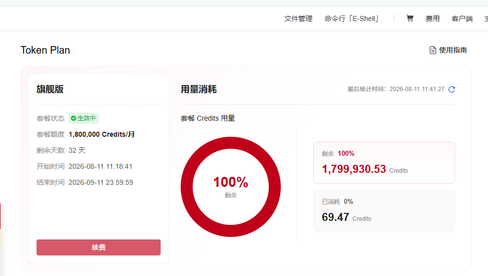 文件管理 命令行「E-Shell」 费用 客户端
Token Plan
使用指南
旗舰版
套餐状态 生效中
套餐额度 1,800,000 Credits/月
剩余天数 32 天
开始时间 2026-08-11 11:18:41
结束时间 2026-09-11 23:59:59
续费
用量消耗
最后统计时间：2026-08-11 11:41:27
套餐 Credits 用量
100%
剩余
剩余 100%
1,799,930.53 Credits
已消耗 0%
69.47 Credits